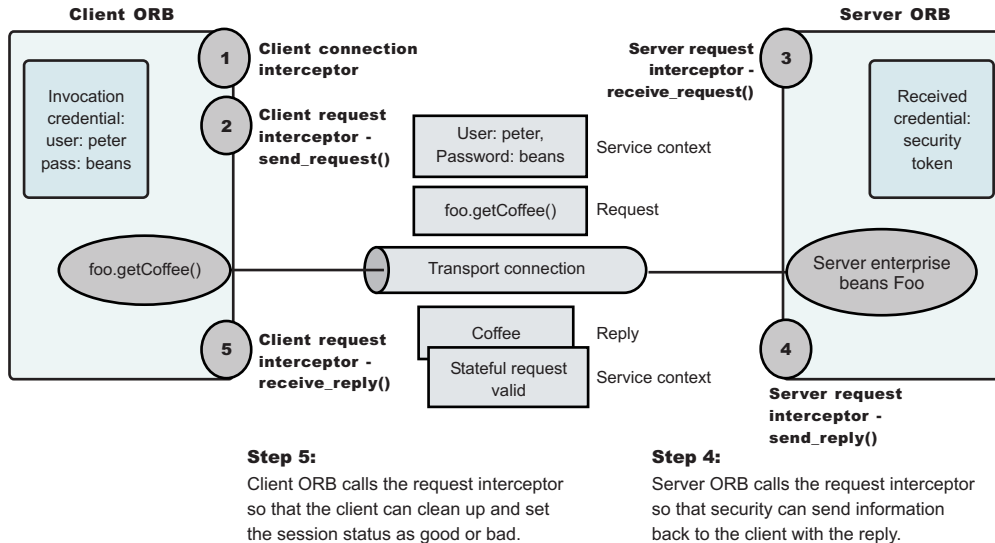 Client ORB
Server ORB
1
Client connection
interceptor
Invocation
credential:
user: peter
pass: beans
2
Client request
interceptor -
send_request()
User: peter,
Password: beans
Service context
foo.getCoffee()
Request
Server request
interceptor -
receive_request()
3
Received
credential:
security
token
foo.getCoffee()
Transport connection
Server enterprise
beans Foo
5
Client request
interceptor -
receive_reply()
Coffee
Reply
Stateful request
valid
Service context
4
Server request
interceptor -
send_reply()
Step 5:
Client ORB calls the request interceptor
so that the client can clean up and set
the session status as good or bad.
Step 4:
Server ORB calls the request interceptor
so that security can send information
back to the client with the reply.